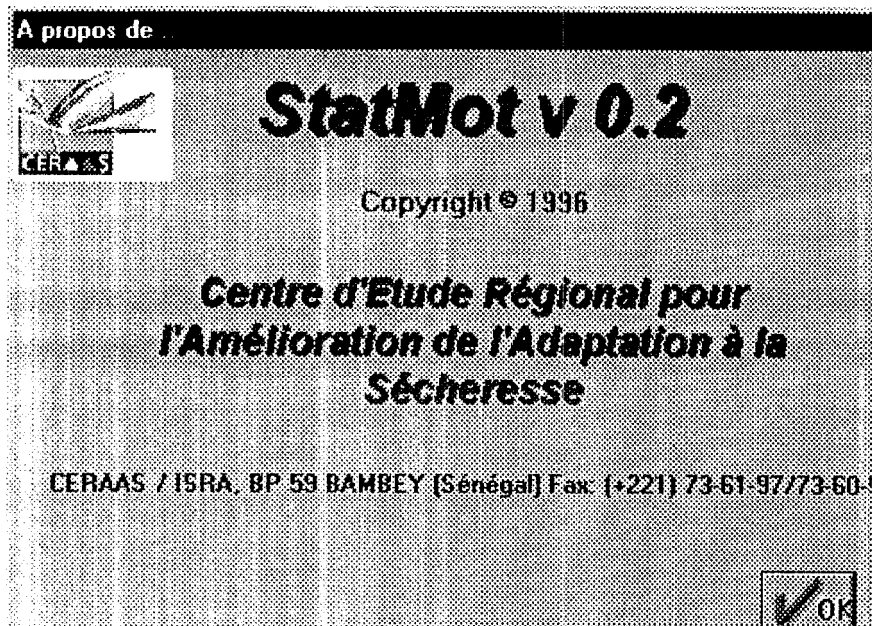 A propos de ..
CERAAS
StatMot v 0.2
Copyright © 1996
Centre d'Etude Régional pour
l'Amélioration de l'Adaptation à la
Sécheresse
CERAAS / ISRA, BP 59 BAMBEY (Sénégal) Fax: (+221) 73-61-97/73-60-
OK